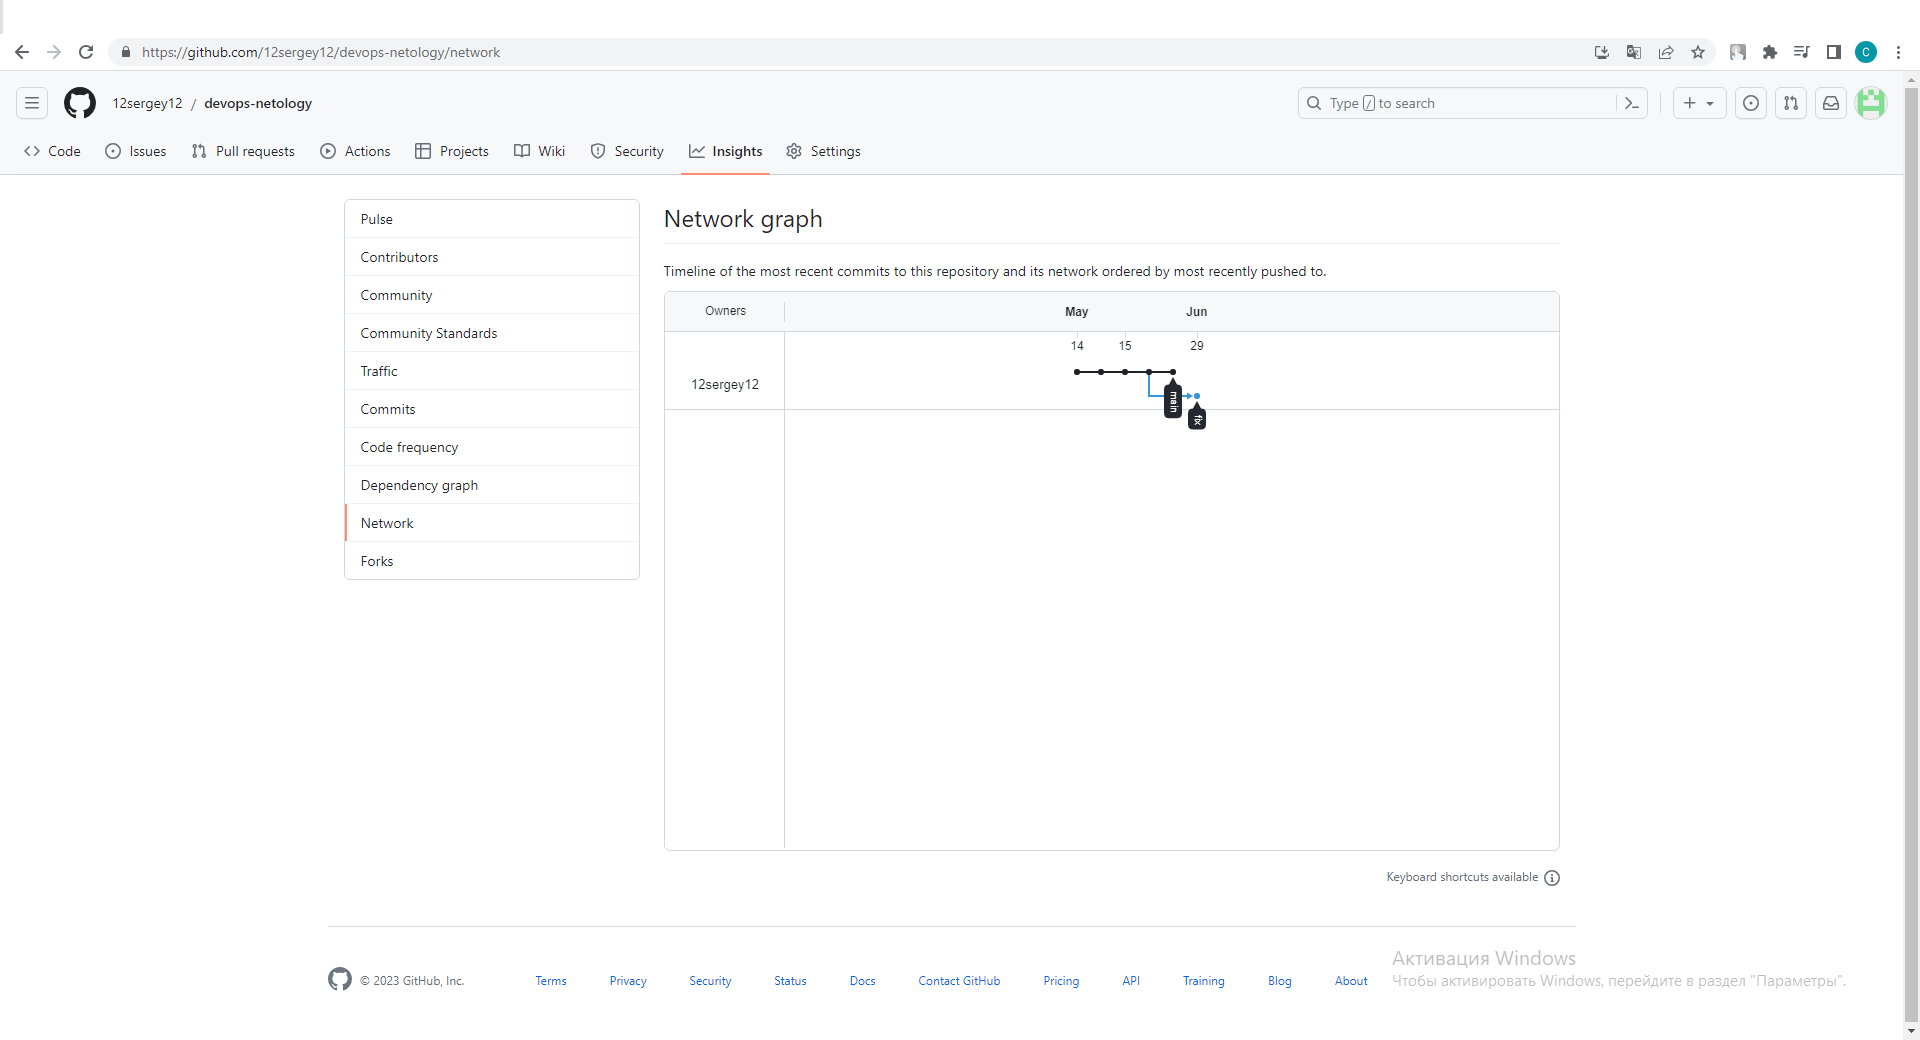 https://github.com/12sergey12/devops-netology/network
C
12sergey12 / devops-netology
Type / to search
Code Issues Pull requests Actions Projects Wiki Security Insights Settings
Pulse
Contributors
Community
Community Standards
Traffic
Commits
Code frequency
Dependency graph
Network
Forks
Network graph
Timeline of the most recent commits to this repository and its network ordered by most recently pushed to.
Owners May Jun
14 15 29
12sergey12
main
fix
Keyboard shortcuts available
© 2023 GitHub, Inc. Terms Privacy Security Status Docs Contact GitHub Pricing API Training Blog About
Активация Windows
Чтобы активировать Windows, перейдите в раздел "Параметры".